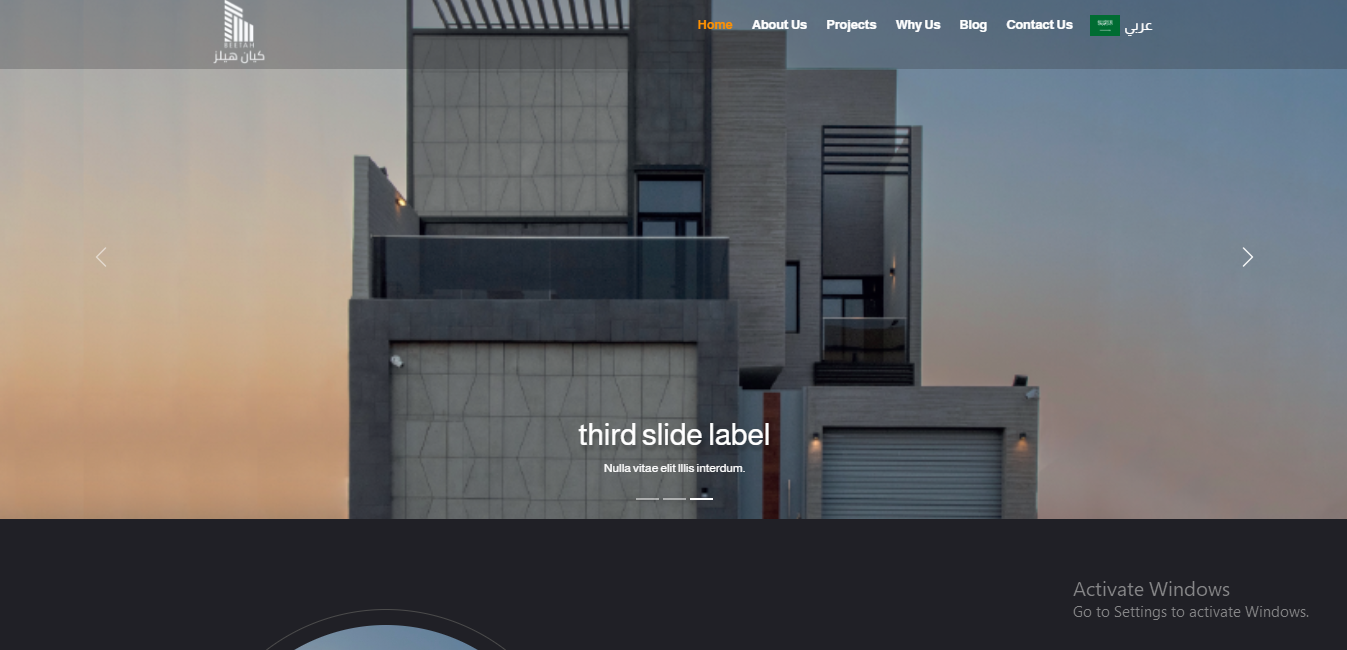 BEETAH
كيان هيلز
Home About Us Projects Why Us Blog Contact Us عربي
third slide label
Nulla vitae elit lllis interdum.
Activate Windows
Go to Settings to activate Windows.